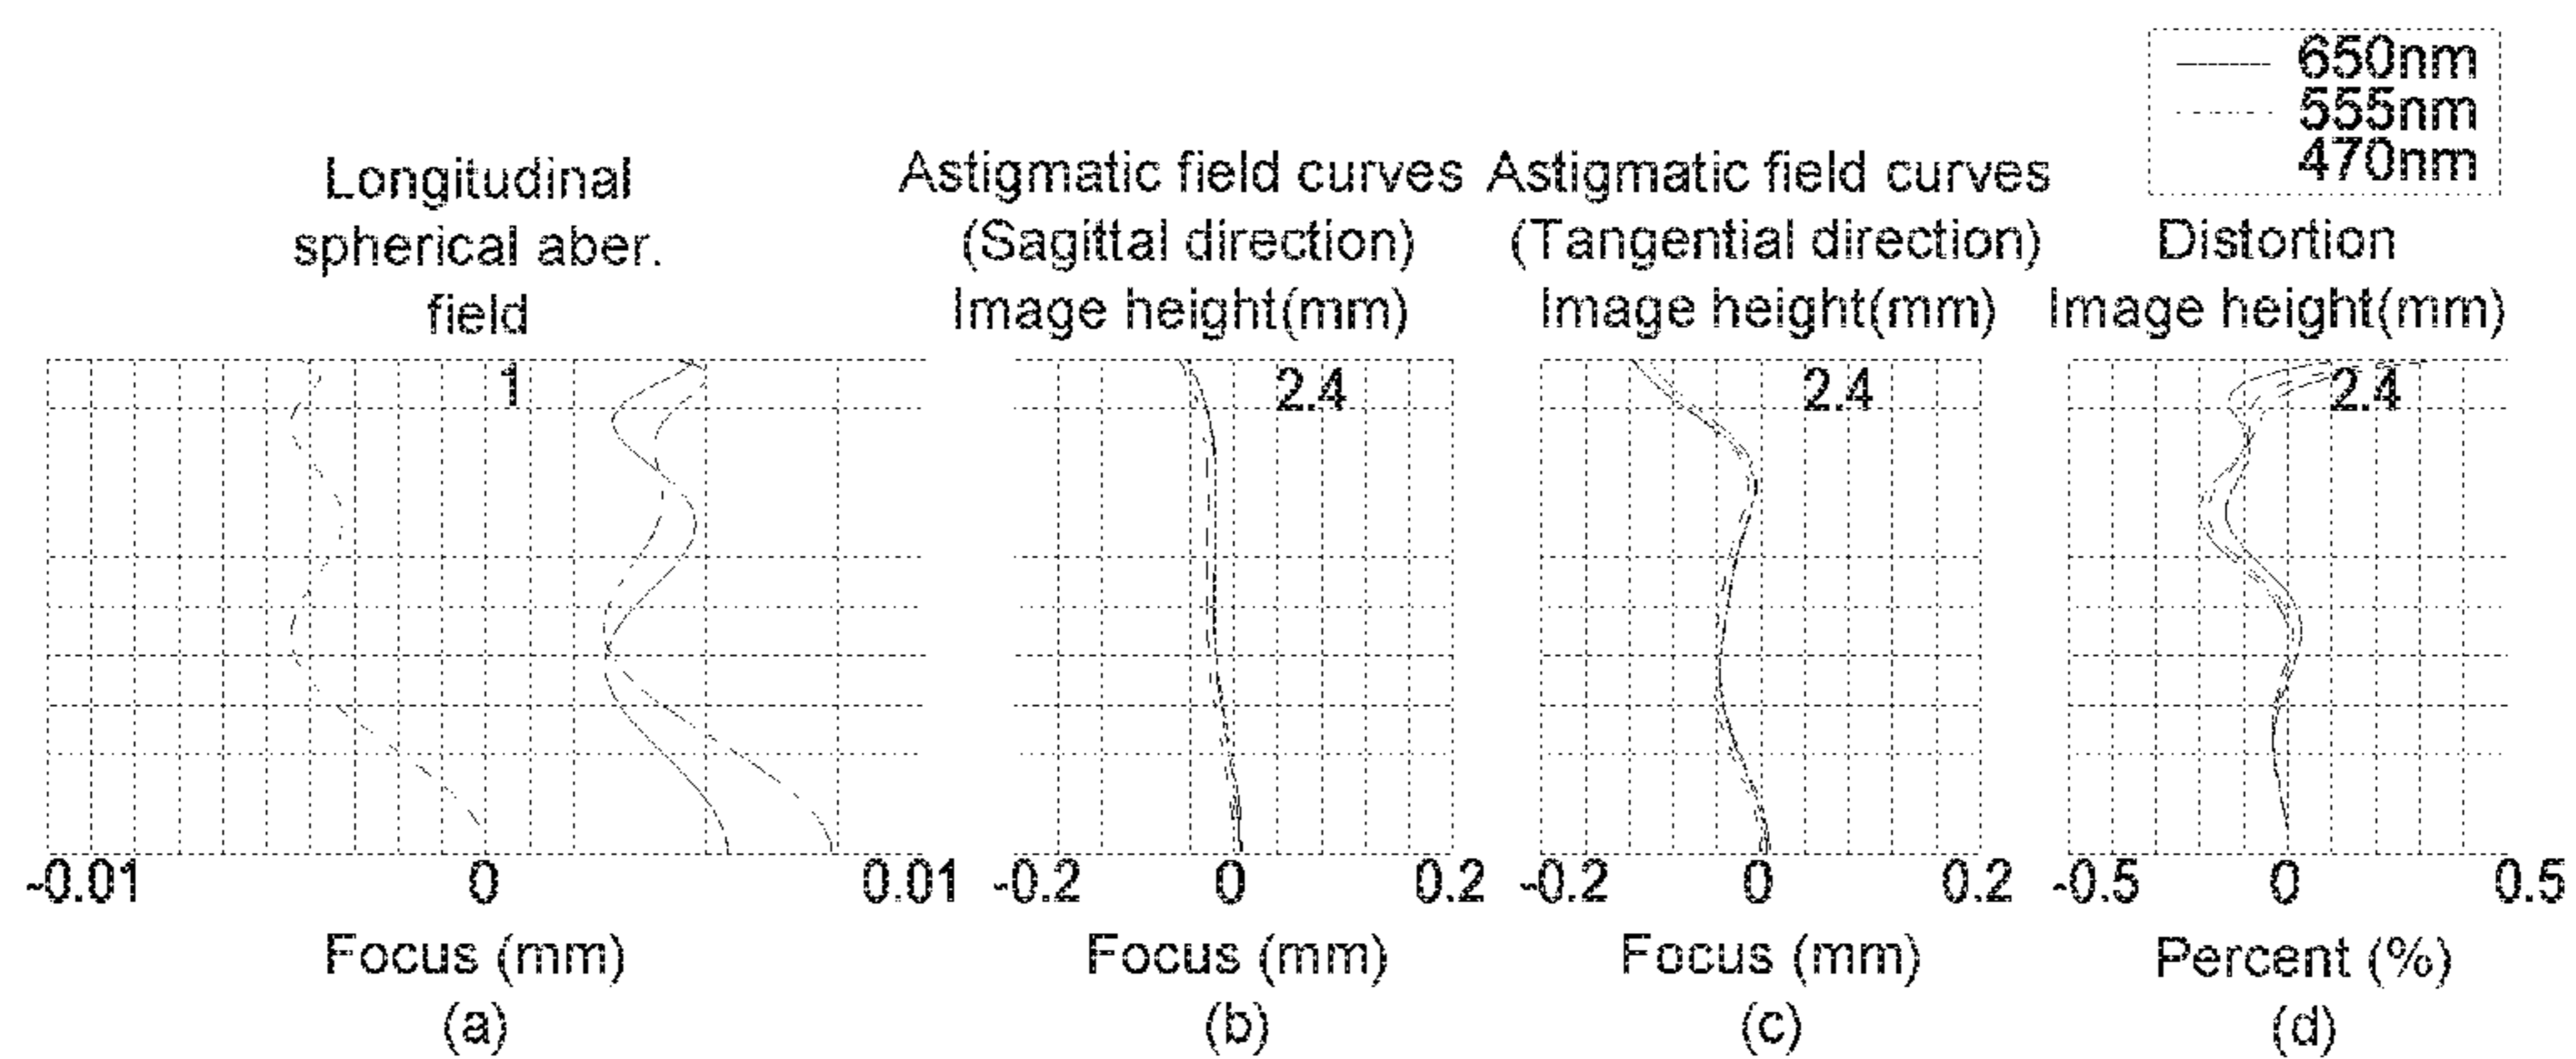 650nm
555nm
470nm
Longitudinal
spherical aber.
field
1
-0.01 0 0.01
Focus (mm)
(a)
Astigmatic field curves
(Sagittal direction)
Image height(mm)
2.4
-0.2 0 0.2
Focus (mm)
(b)
Astigmatic field curves
(Tangential direction)
Image height(mm)
2.4
-0.2 0 0.2
Focus (mm)
(c)
Distortion
Image height(mm)
2.4
-0.5 0 0.5
Percent (%)
(d)